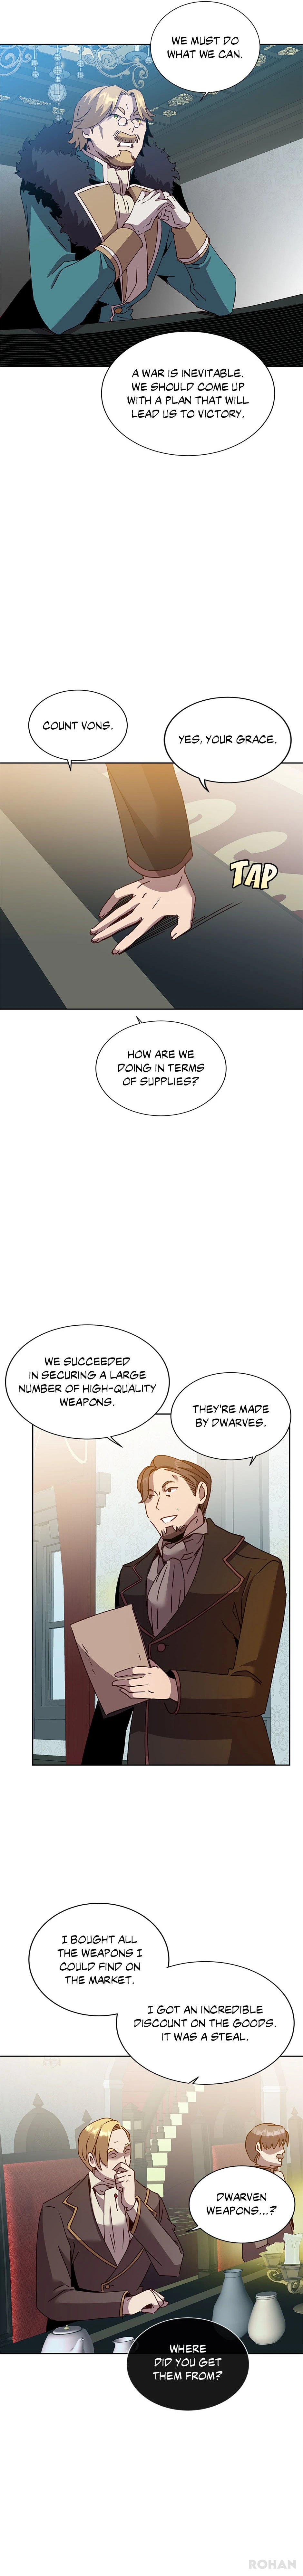 WE MUST DO
WHAT WE CAN.
A WAR IS INEVITABLE.
WE SHOULD COME UP
WITH A PLAN THAT WILL
LEAD US TO VICTORY.
COUNT VONS.
YES, YOUR GRACE.
TAP
HOW ARE WE
DOING IN TERMS
OF SUPPLIES?
WE SUCCEEDED
IN SECURING A LARGE
NUMBER OF HIGH-QUALITY
WEAPONS.
THEY'RE MADE
BY DWARVES.
I BOUGHT ALL
THE WEAPONS I
COULD FIND ON
THE MARKET.
I GOT AN INCREDIBLE
DISCOUNT ON THE GOODS.
IT WAS A STEAL.
DWARVEN
WEAPONS...?
WHERE
DID YOU GET
THEM FROM?
ROHAN